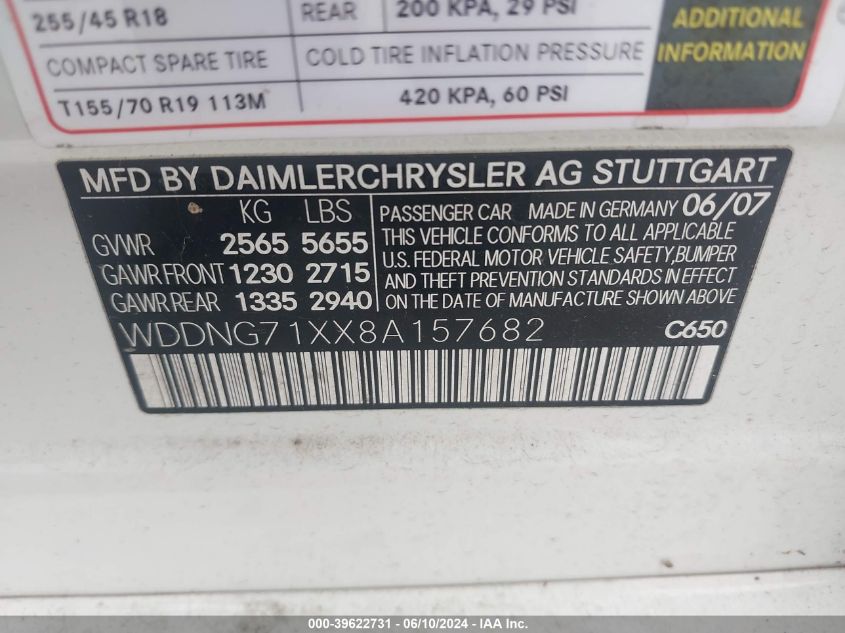 255/45 R18 REAR 200 KPA, 29 PSI
COMPACT SPARE TIRE COLD TIRE INFLATION PRESSURE
T155/70 R19 113M 420 KPA, 60 PSI
ADDITIONAL
INFORMATION
MFD BY DAIMLERCHRYSLER AG STUTTGART
KG LBS
GVWR 2565 5655
GAWR FRONT 1230 2715
GAWR REAR 1335 2940
PASSENGER CAR MADE IN GERMANY 06/07
THIS VEHICLE CONFORMS TO ALL APPLICABLE
U.S. FEDERAL MOTOR VEHICLE SAFETY,BUMPER
AND THEFT PREVENTION STANDARDS IN EFFECT
ON THE DATE OF MANUFACTURE SHOWN ABOVE
WDDNG71XX8A157682 C650
000-39622731 - 06/10/2024 - IAA Inc.